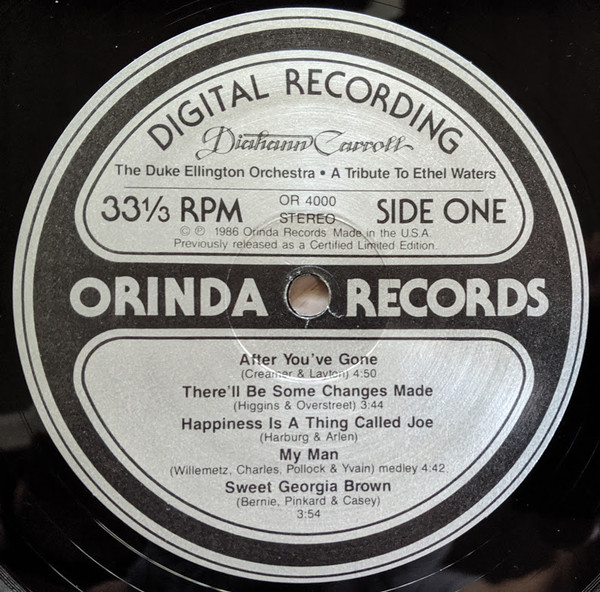 DIGITAL RECORDING
Diahann Carroll
The Duke Ellington Orchestra • A Tribute To Ethel Waters
33⅓ RPM
OR 4000
STEREO
SIDE ONE
© ℗ 1986 Orinda Records. Made in the U.S.A.
Previously released as a Certified Limited Edition.
ORINDA RECORDS
After You've Gone
(Creamer & Layton) 4:50
There'll Be Some Changes Made
(Higgins & Overstreet) 3:44
Happiness Is A Thing Called Joe
(Harburg & Arlen)
My Man
(Willemetz, Charles, Pollock & Yvain) medley 4:42
Sweet Georgia Brown
(Bernie, Pinkard & Casey)
3:54